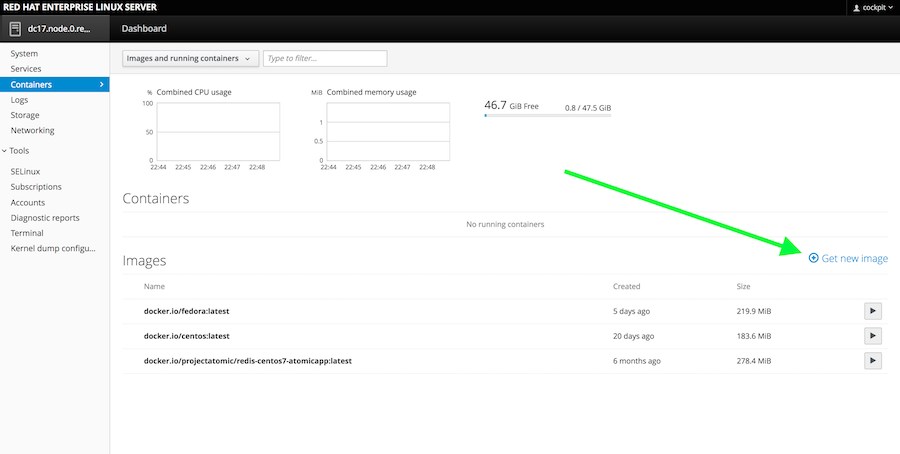 RED HAT ENTERPRISE LINUX SERVER
cockpit
dc17.node.0.re...
Dashboard
System
Services
Containers
Logs
Storage
Networking
Tools
SELinux
Subscriptions
Accounts
Diagnostic reports
Terminal
Kernel dump configu...
Images and running containers
Type to filter...
% Combined CPU usage
100
50
0
22:44 22:45 22:46 22:47 22:48
MiB Combined memory usage
1
0.5
0
22:44 22:45 22:46 22:47 22:48
46.7 GiB Free 0.8 / 47.5 GiB
Containers
No running containers
Images
Get new image
Name Created Size
docker.io/fedora:latest 5 days ago 219.9 MiB
docker.io/centos:latest 20 days ago 183.6 MiB
docker.io/projectatomic/redis-centos7-atomicapp:latest 6 months ago 278.4 MiB